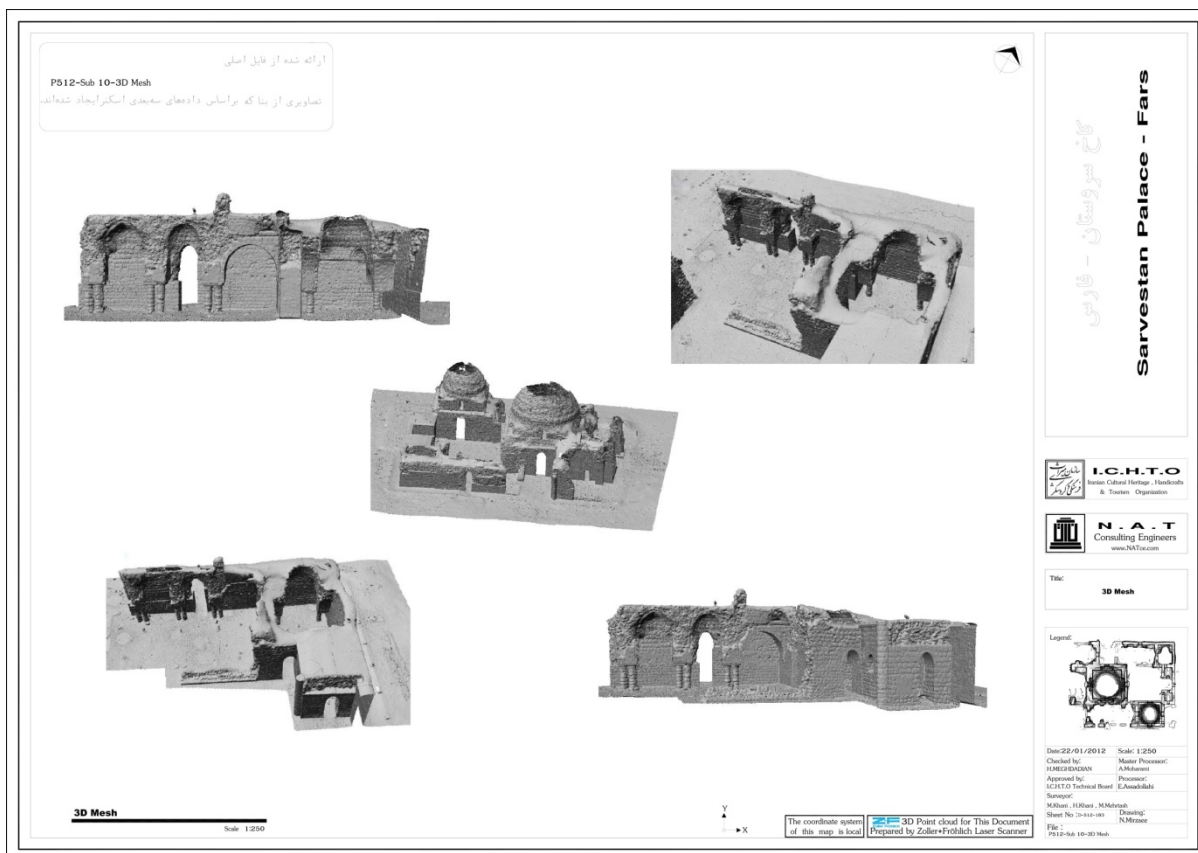 ارائه شده از فایل اصلی
P512-Sub 10-3D Mesh
تصاویری از بنا که براساس داده‌های سه‌بعدی اسکنر ایجاد شده‌اند.
کاخ سروستان - فارس
Sarvestan Palace - Fars
I.C.H.T.O
Iranian Cultural Heritage , Handicrafts
& Tourism Organization
N . A . T
Consulting Engineers
www.NATce.com
Title:
3D Mesh
Legend:
Date:22/01/2012 Scale: 1:250
Checked by: Master Processor:
H.MEGHDADIAN A.Moharami
Approved by: Processor:
I.C.H.T.O Technical Board E.Assadollahi
Surveyor:
M.Khani , H.Khani , M.Mehrtash
Sheet No :D-512-103 Drawing:
N.Mirzaee
File :
P512-Sub 10-3D Mesh
3D Mesh
Scale 1:250
Y
X
The coordinate system
of this map is local
ZF 3D Point cloud for This Document
Prepared by Zoller+Fröhlich Laser Scanner